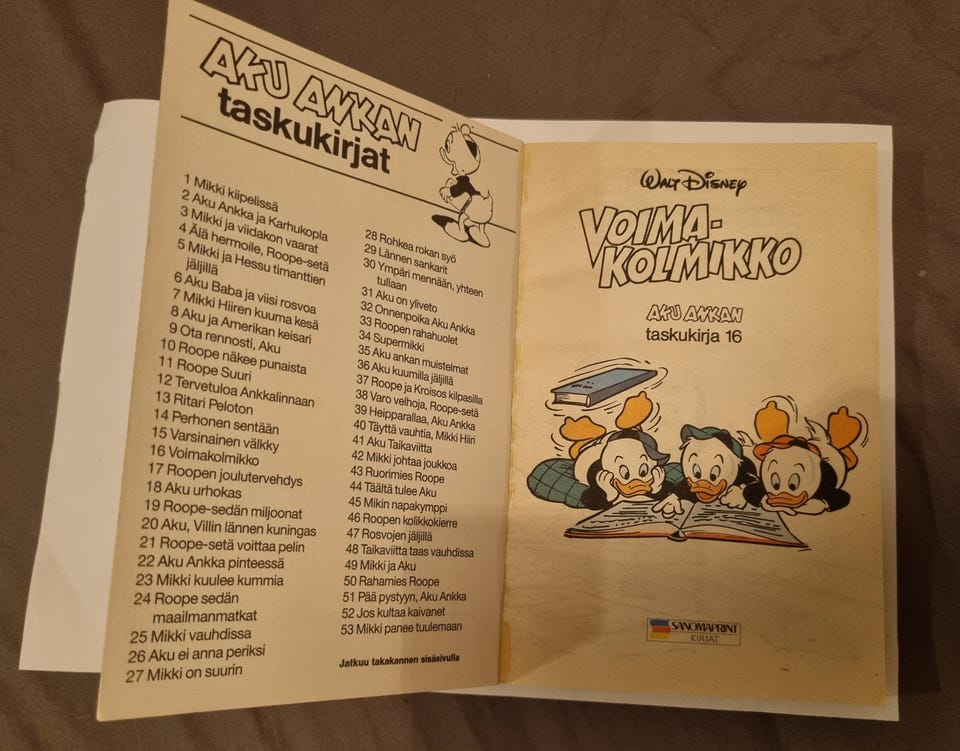 AKU ANKAN
taskukirjat
1 Mikki kiipelissä
2 Aku Ankka ja Karhukopla
3 Mikki ja viidakon vaarat
4 Älä hermoile, Roope-setä
5 Mikki ja Hessu timanttien
jäljillä
6 Aku Baba ja viisi rosvoa
7 Mikki Hiiren kuuma kesä
8 Aku ja Amerikan keisari
9 Ota rennosti, Aku
10 Roope näkee punaista
11 Roope Suuri
12 Tervetuloa Ankkalinnaan
13 Ritari Peloton
14 Perhonen sentään
15 Varsinainen välkky
16 Voimakolmikko
17 Roopen joulutervehdys
18 Aku urhokas
19 Roope-sedän miljoonat
20 Aku, Villin lännen kuningas
21 Roope-setä voittaa pelin
22 Aku Ankka pinteessä
23 Mikki kuulee kummia
24 Roope sedän
maailmanmatkat
25 Mikki vauhdissa
26 Aku ei anna periksi
27 Mikki on suurin
28 Rohkea rokan syö
29 Lännen sankarit
30 Ympäri mennään, yhteen
tullaan
31 Aku on yliveto
32 Onnenpoika Aku Ankka
33 Roopen rahahuolet
34 Supermikki
35 Aku ankan muistelmat
36 Aku kuumilla jäljillä
37 Roope ja Kroisos kilpasilla
38 Varo velhoja, Roope-setä
39 Heipparallaa, Aku Ankka
40 Täyttä vauhtia, Mikki Hiiri
41 Aku Taikaviitta
42 Mikki johtaa joukkoa
43 Ruorimies Roope
44 Täältä tulee Aku
45 Mikin napakymppi
46 Roopen kolikkokierre
47 Rosvojen jäljillä
48 Taikaviitta taas vauhdissa
49 Mikki ja Aku
50 Rahamies Roope
51 Pää pystyyn, Aku Ankka
52 Jos kultaa kaivanet
53 Mikki panee tuulemaan
Jatkuu takakannen sisäsivulla
WALT DISNEY
VOIMA-
KOLMIKKO
AKU ANKAN
taskukirja 16
SANOMAPRINT
KIRJAT